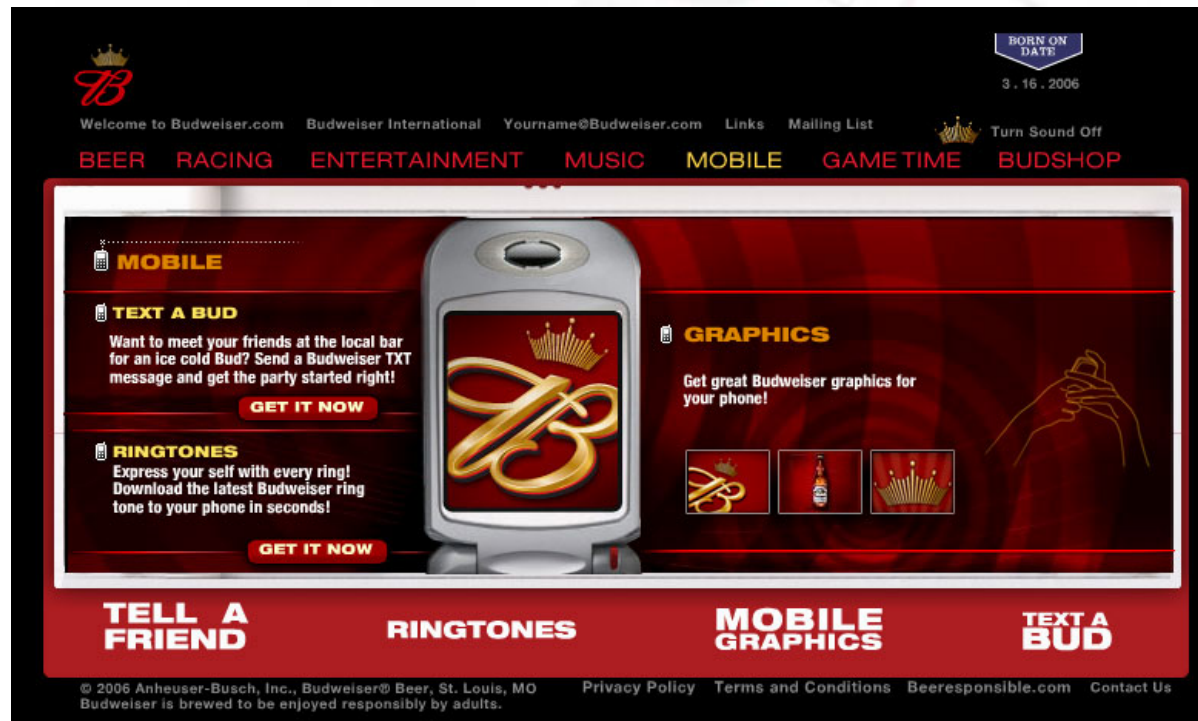 BORN ON
DATE
3 . 16 . 2006
B
Welcome to Budweiser.com Budweiser International Yourname@Budweiser.com Links Mailing List Turn Sound Off
BEER RACING ENTERTAINMENT MUSIC MOBILE GAME TIME BUDSHOP
MOBILE
TEXT A BUD
Want to meet your friends at the local bar
for an ice cold Bud? Send a Budweiser TXT
message and get the party started right!
GET IT NOW
RINGTONES
Express your self with every ring!
Download the latest Budweiser ring
tone to your phone in seconds!
GET IT NOW
B
GRAPHICS
Get great Budweiser graphics for
your phone!
B
TELL A
FRIEND
RINGTONES
MOBILE
GRAPHICS
TEXT A
BUD
© 2006 Anheuser-Busch, Inc., Budweiser® Beer, St. Louis, MO
Budweiser is brewed to be enjoyed responsibly by adults.
Privacy Policy Terms and Conditions Beeresponsible.com Contact Us